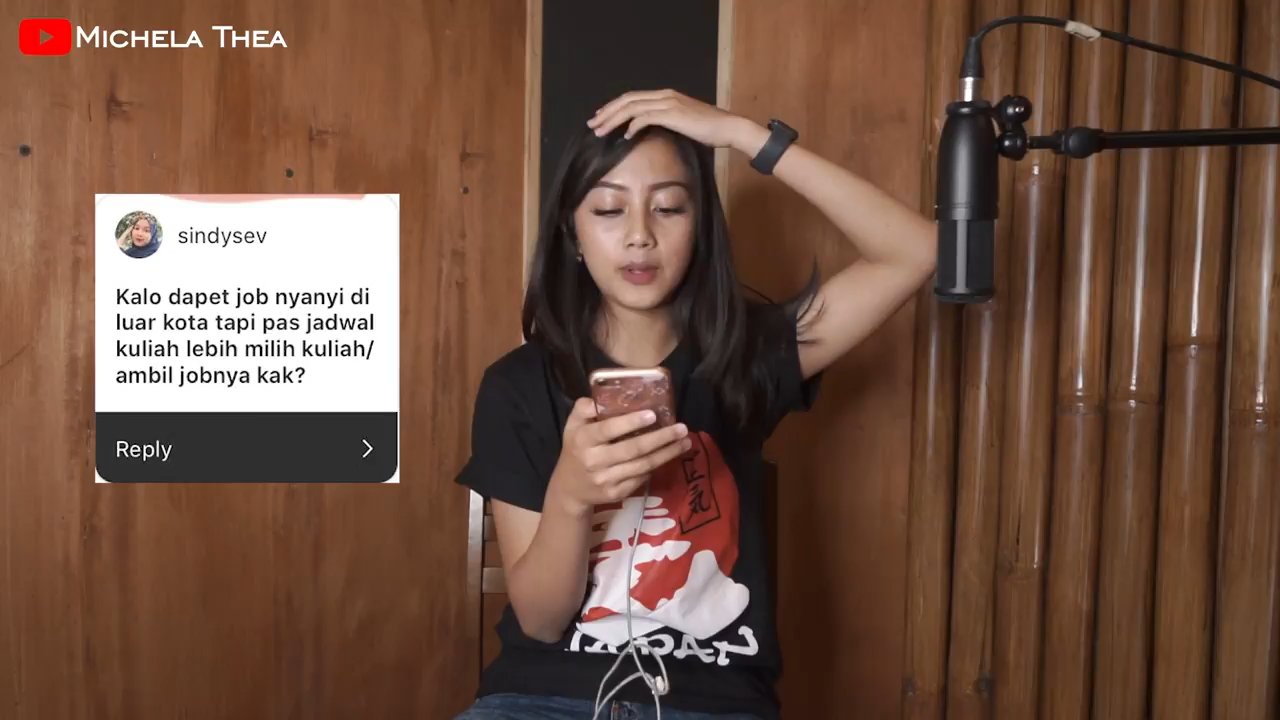 MICHELA THEA
sindysev
Kalo dapet job nyanyi di
luar kota tapi pas jadwal
kuliah lebih milih kuliah/
ambil jobnya kak?
Reply